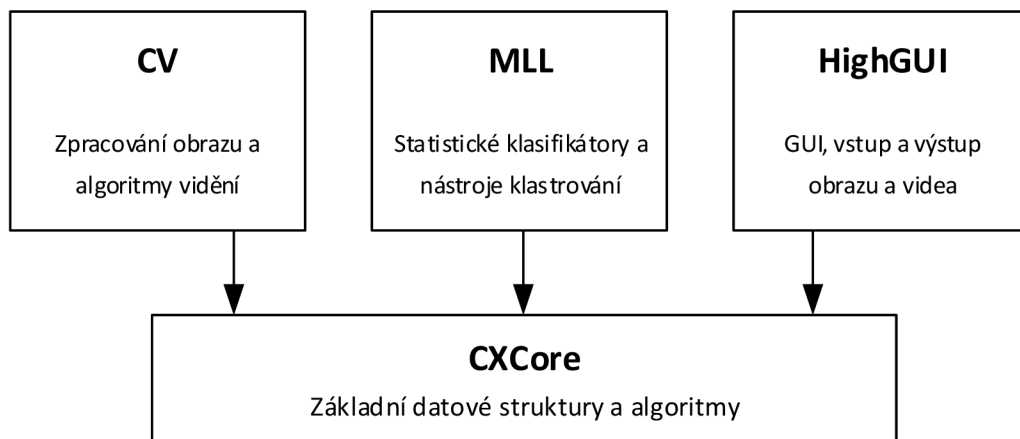 CV
Zpracování obrazu a
algoritmy vidění
MLL
Statistické klasifikátory a
nástroje klastrování
HighGUI
GUI, vstup a výstup
obrazu a videa
CXCore
Základní datové struktury a algoritmy